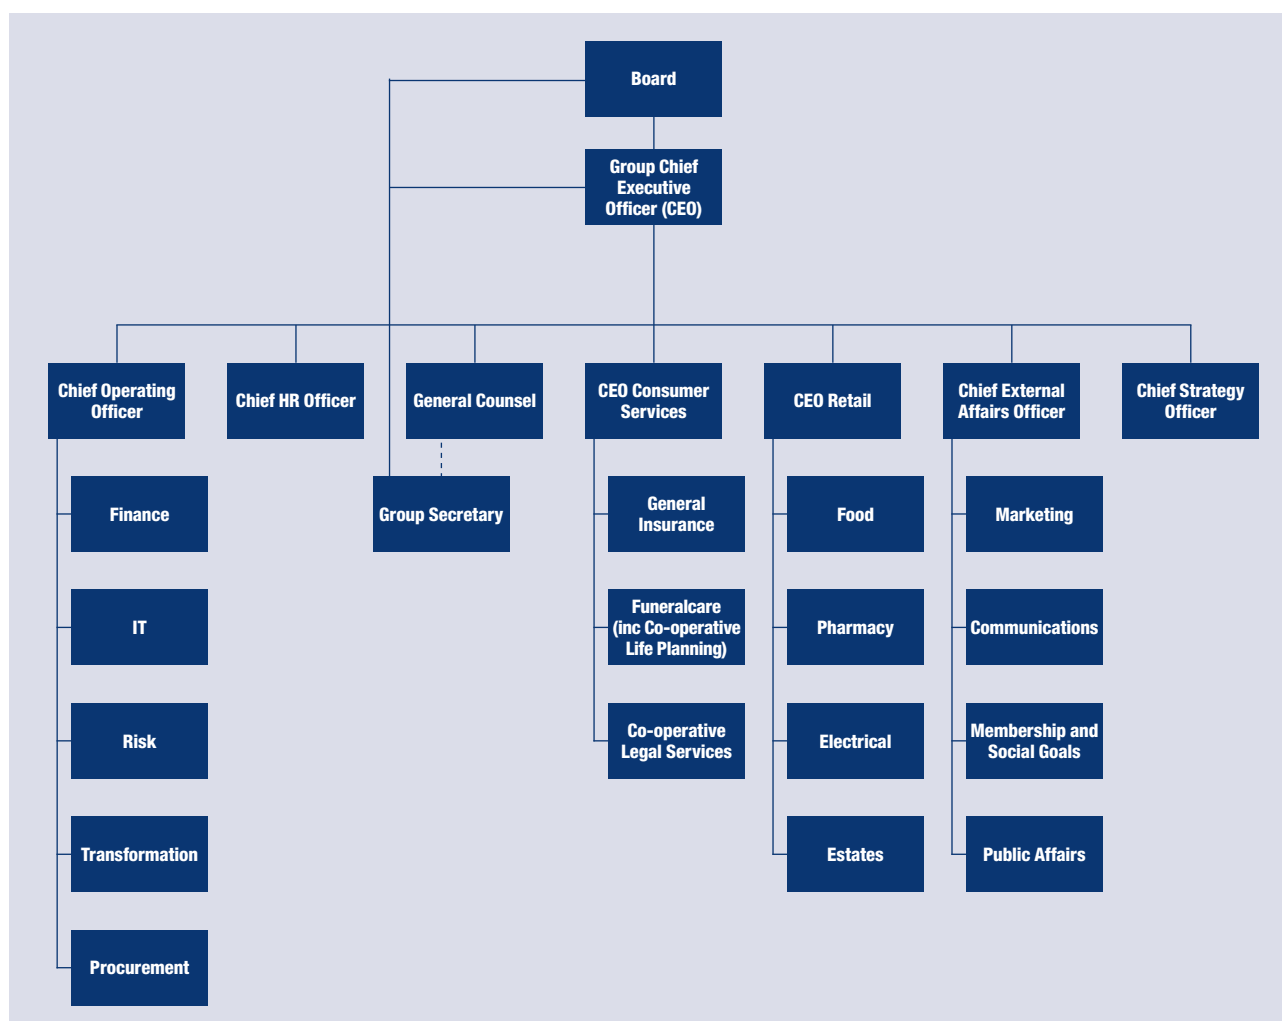 Board
Group Chief
Executive
Officer (CEO)
Chief Operating
Officer
Chief HR Officer
General Counsel
CEO Consumer
Services
CEO Retail
Chief External
Affairs Officer
Chief Strategy
Officer
Finance
IT
Risk
Transformation
Procurement
Group Secretary
General
Insurance
Funeralcare
(inc Co-operative
Life Planning)
Co-operative
Legal Services
Food
Pharmacy
Electrical
Estates
Marketing
Communications
Membership and
Social Goals
Public Affairs